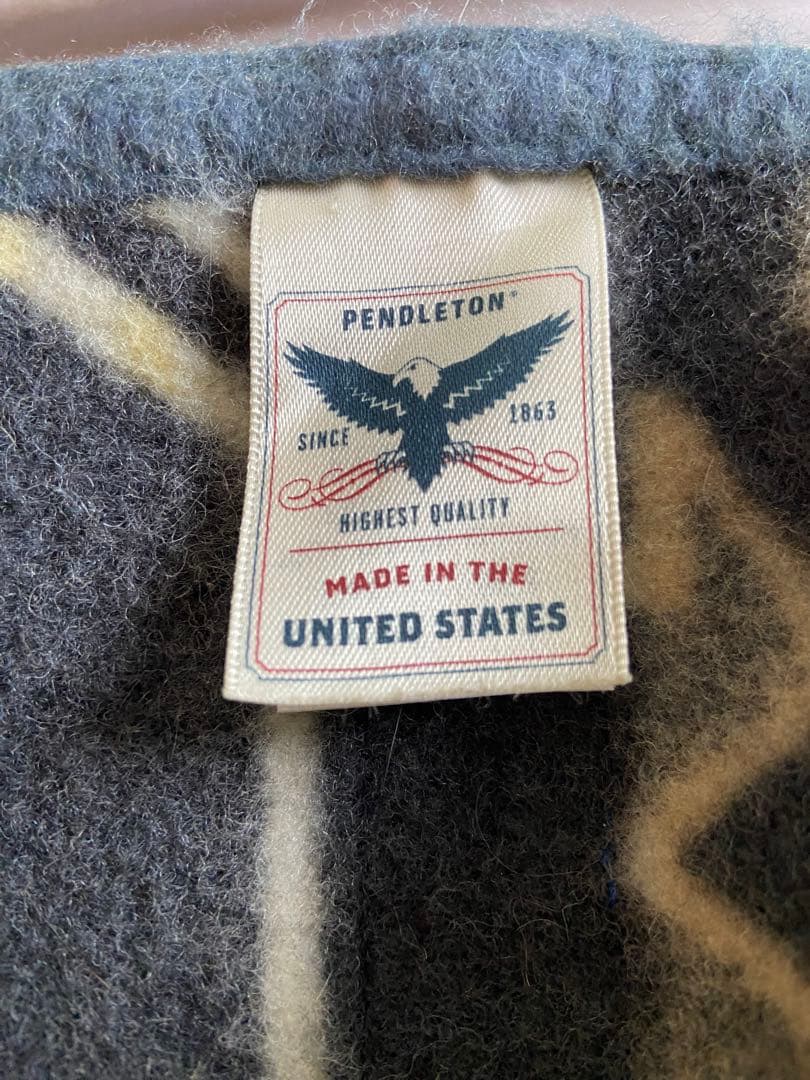 PENDLETON®
SINCE 1863
HIGHEST QUALITY
MADE IN THE
UNITED STATES